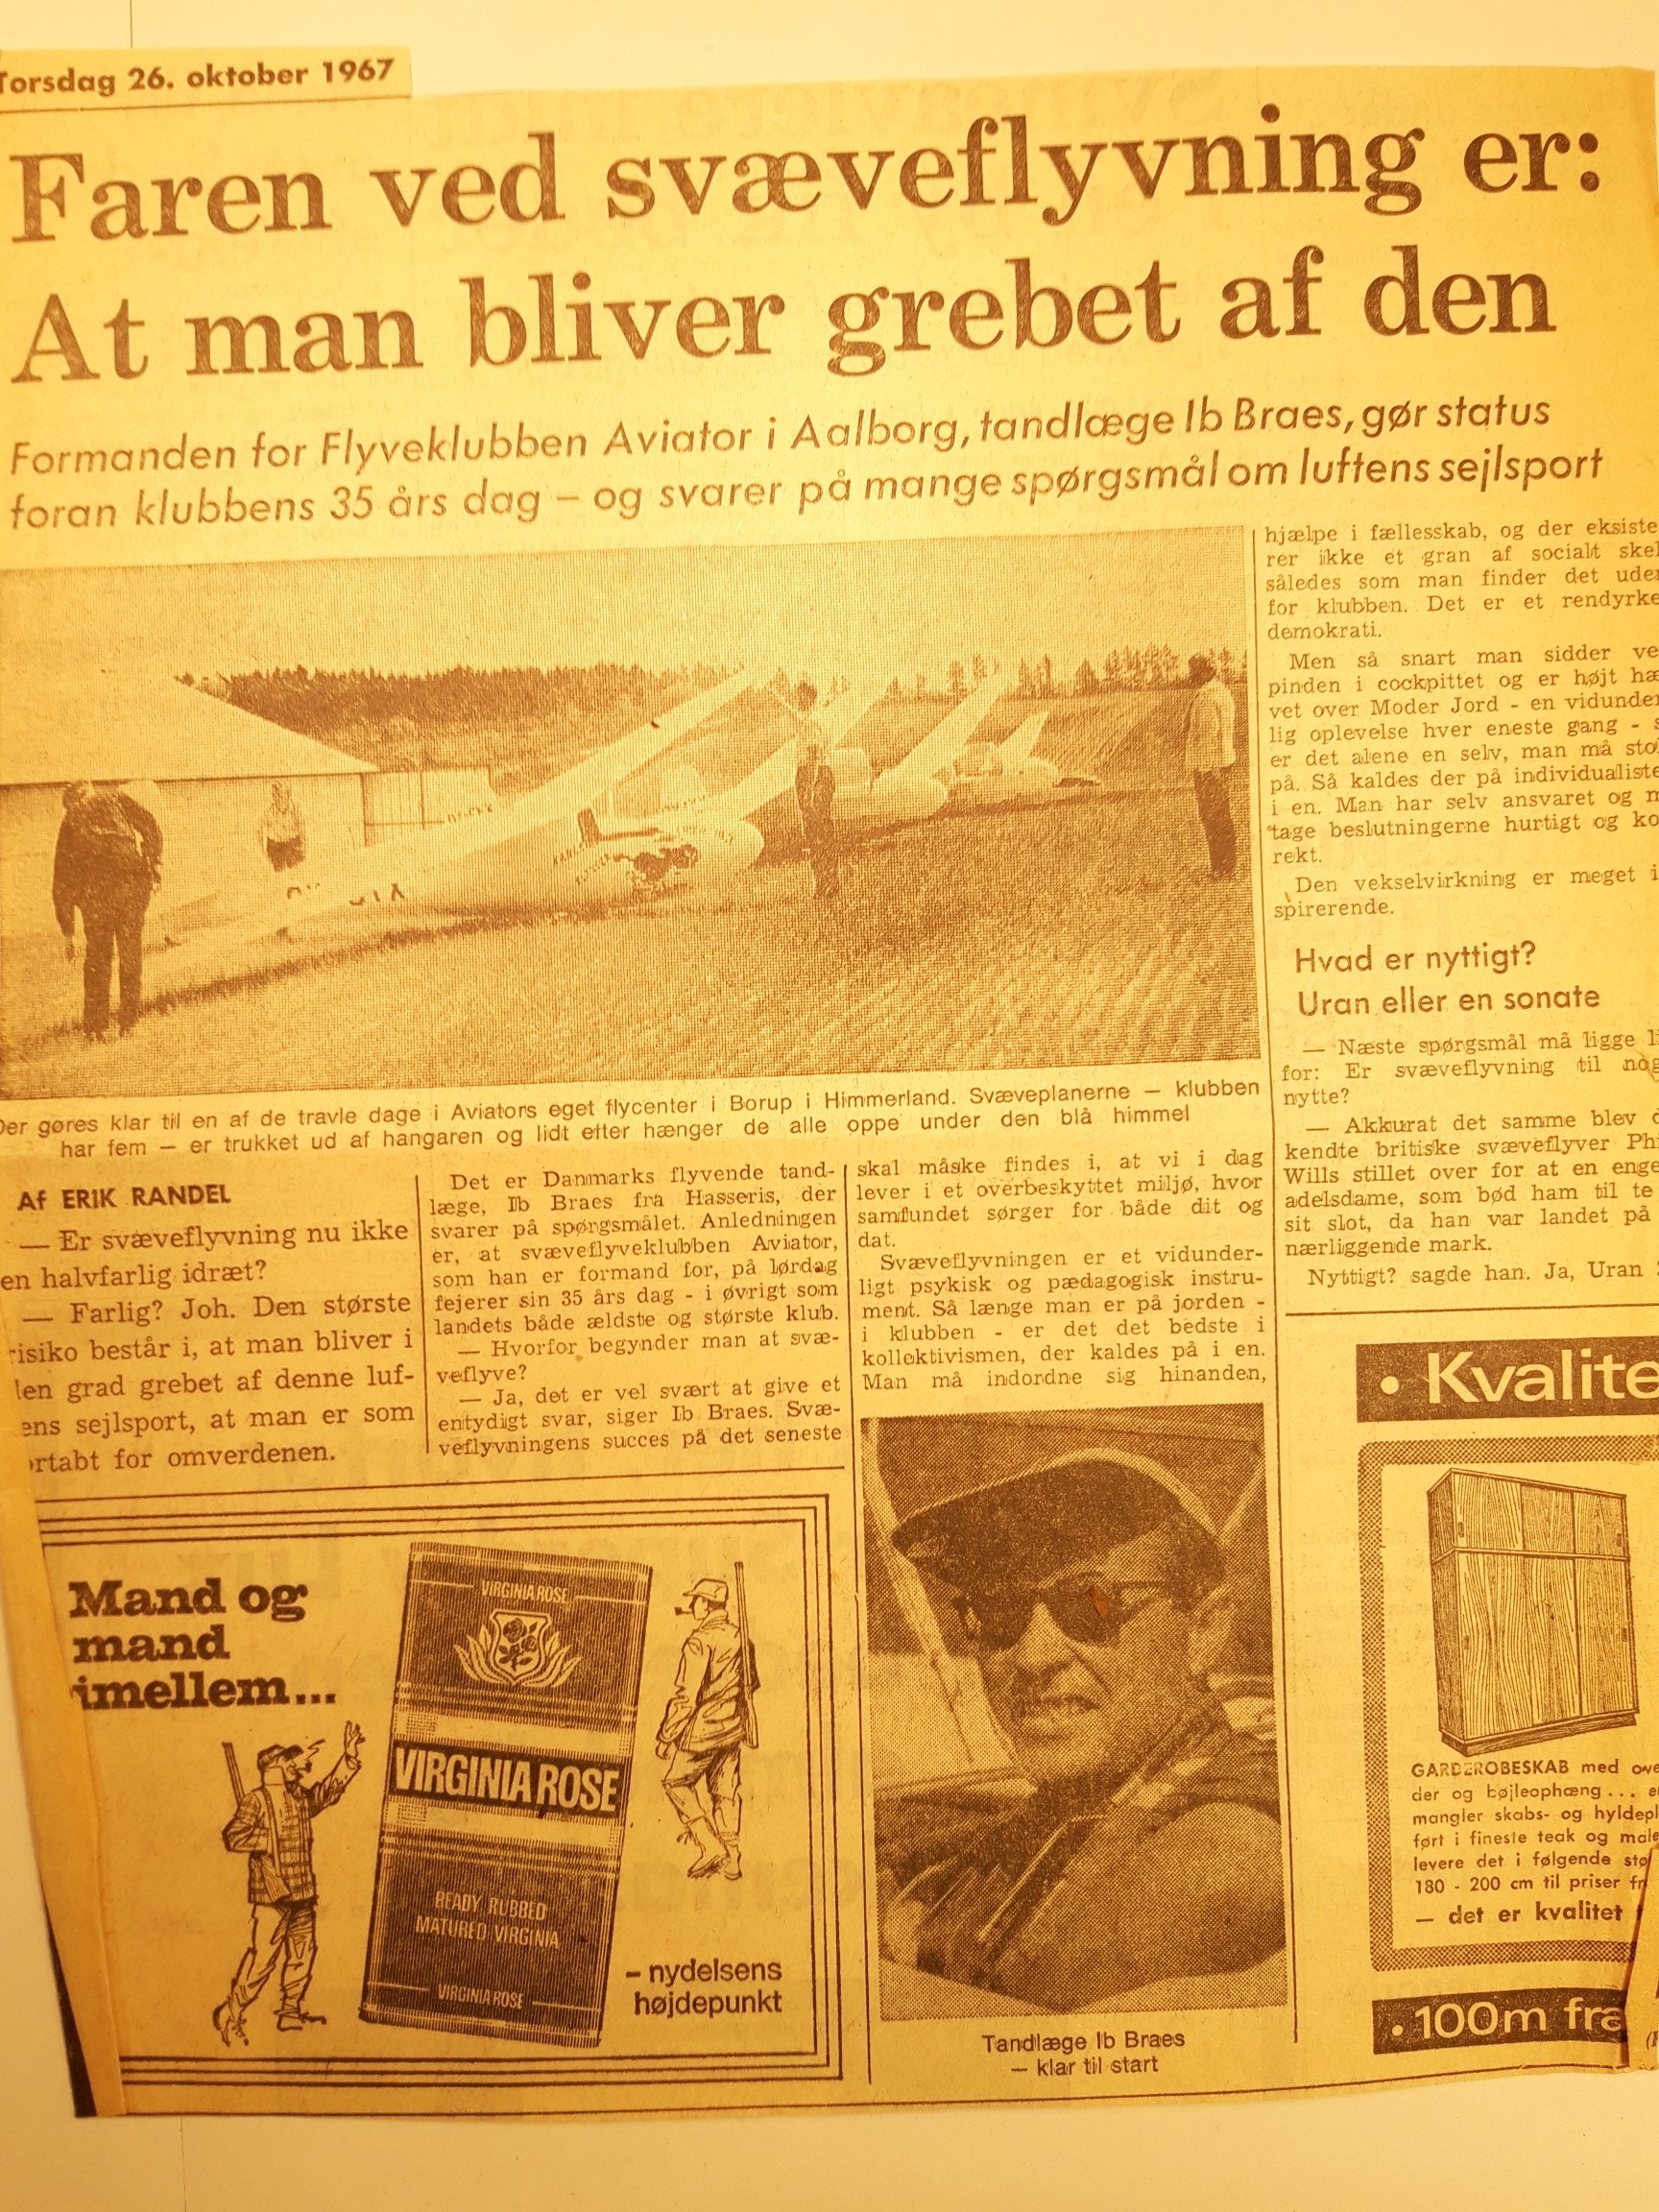 Torsdag 26. oktober 1967
Faren ved svæveflyvning er:
At man bliver grebet af den
Formanden for Flyveklubben Aviator i Aalborg, tandlæge Ib Braes, gør status
foran klubbens 35 års dag – og svarer på mange spørgsmål om luftens sejlsport
Der gøres klar til en af de travle dage i Aviators eget flycenter i Borup i Himmerland. Svæveplanerne — klubben
har fem — er trukket ud af hangaren og lidt efter hænger de alle oppe under den blå himmel
Af ERIK RANDEL
— Er svæveflyvning nu ikke
en halvfarlig idræt?
— Farlig? Joh. Den største
risiko består i, at man bliver i
den grad grebet af denne luf-
ens sejlsport, at man er som
ortabt for omverdenen.
Det er Danmarks flyvende tand-
læge, Ib Braes fra Hasseris, der
svarer på spørgsmålet. Anledningen
er, at svæveflyveklubben Aviator,
som han er formand for, på lørdag
fejerer sin 35 års dag - i øvrigt som
landets både ældste og største klub.
— Hvorfor begynder man at svæ-
veflyve?
— Ja, det er vel svært at give et
entydigt svar, siger Ib Braes. Svæ-
veflyvningens succes på det seneste
skal måske findes i, at vi i dag
lever i et overbeskyttet miljø, hvor
samfundet sørger for både dit og
dat.
Svæveflyvningen er et vidunder-
ligt psykisk og pædagogisk instru-
ment. Så længe man er på jorden -
i klubben - er det det bedste i
kollektivismen, der kaldes på i en.
Man må indordne sig hinanden,
hjælpe i fællesskab, og der eksiste
rer ikke et gran af socialt skel
således som man finder det uden
for klubben. Det er et rendyrke
demokrati.
Men så snart man sidder ve
pinden i cockpittet og er højt hæ
vet over Moder Jord - en vidunder
lig oplevelse hver eneste gang - s
er det alene en selv, man må sto
på. Så kaldes der på individualiste
i en. Man har selv ansvaret og m
tage beslutningerne hurtigt og ko
rekt.
Den vekselvirkning er meget i
spirerende.
Hvad er nyttigt?
Uran eller en sonate
— Næste spørgsmål må ligge li
for: Er svæveflyvning til nog
nytte?
— Akkurat det samme blev d
kendte britiske svæveflyver Phi
Wills stillet over for at en enge
adelsdame, som bød ham til te
sit slot, da han var landet på
nærliggende mark.
Nyttigt? sagde han. Ja, Uran
Tandlæge Ib Braes
— klar til start
Mand og
mand
imellem...
VIRGINIA ROSE
VIRGINIA ROSE
READY RUBBED
MATURED VIRGINIA
VIRGINIA ROSE
– nydelsens
højdepunkt
• Kvalite
GARDEROBESKAB med ove
der og bøjleophæng ... e
mangler skabs- og hyldepl
ført i fineste teak og male
levere det i følgende stø
180 - 200 cm til priser fr
— det er kvalitet
• 100m fra